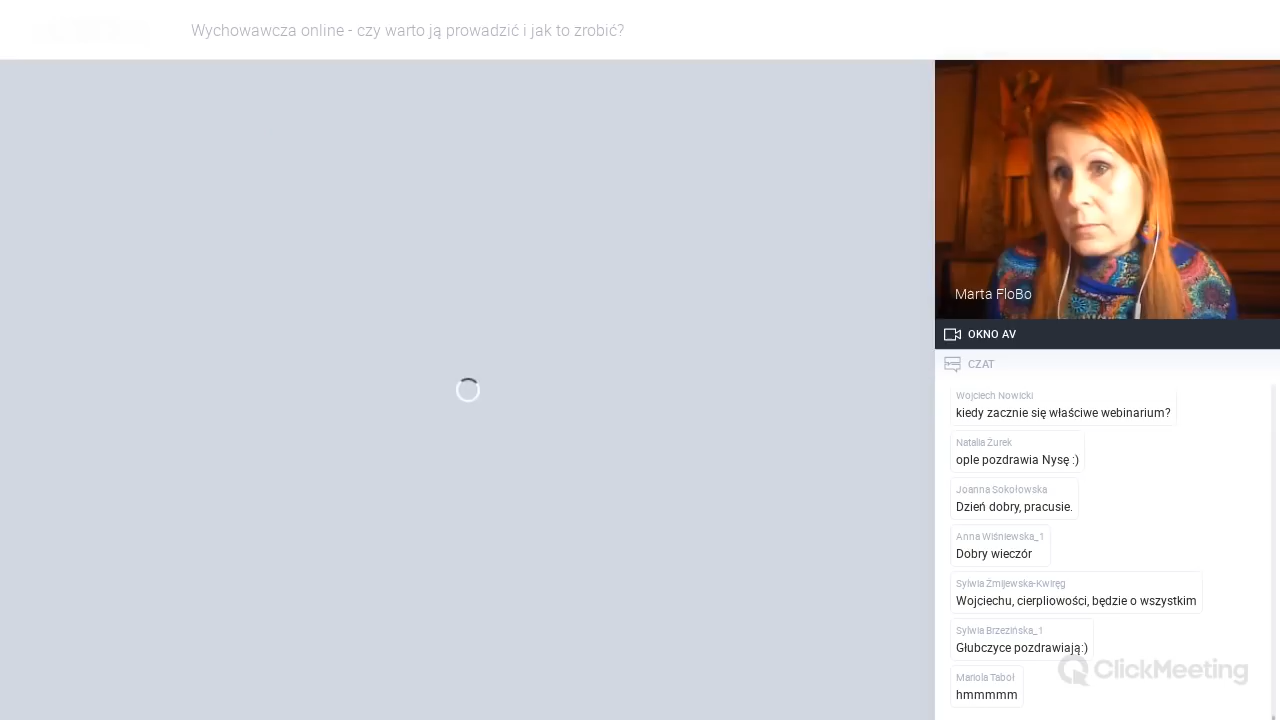 Wychowawcza online - czy warto ją prowadzić i jak to zrobić?
Marta FloBo
OKNO AV
CZAT
Wojciech Nowicki
kiedy zacznie się właściwe webinarium?
Natalia Żurek
ople pozdrawia Nysę :)
Joanna Sokołowska
Dzień dobry, pracusie.
Anna Wiśniewska_1
Dobry wieczór
Sylwia Żmijewska-Kwiręg
Wojciechu, cierpliowości, będzie o wszystkim
Sylwia Brzezińska_1
Głubczyce pozdrawiają:)
ClickMeeting
Mariola Taboł
hmmmmm